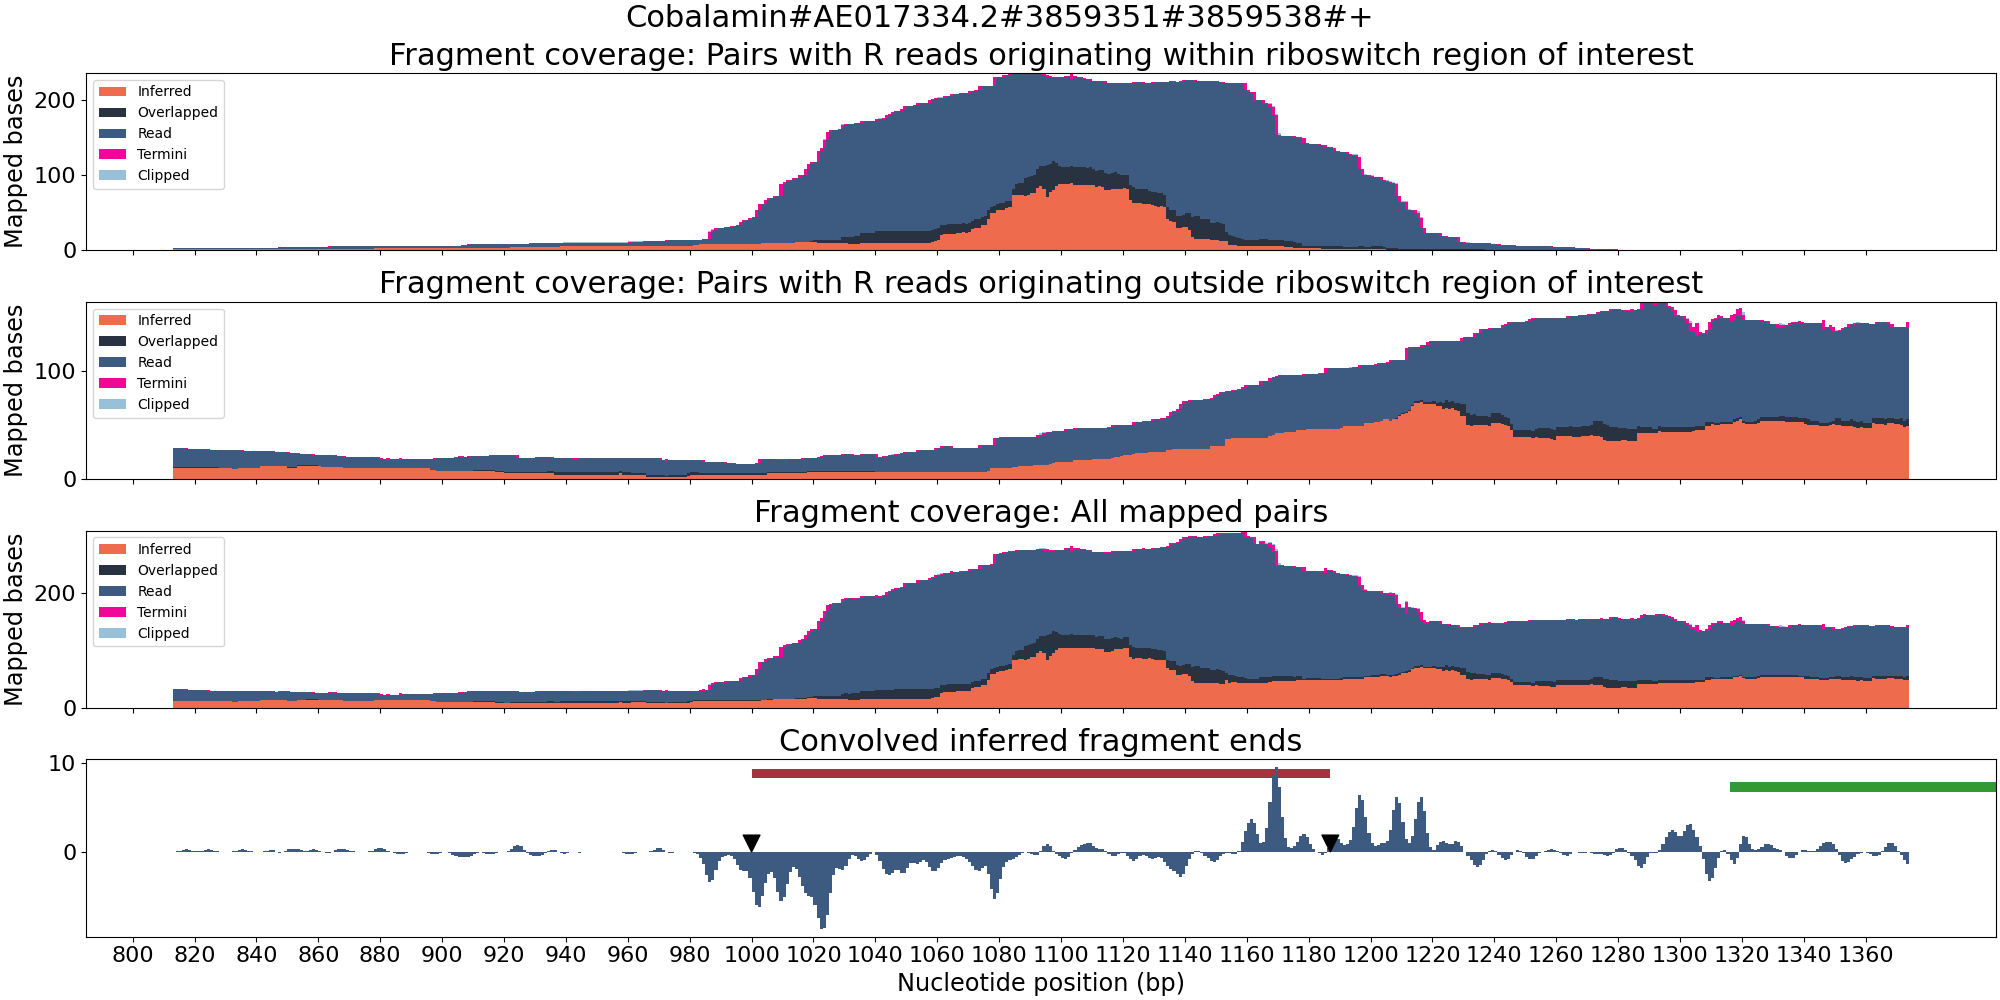 Cobalamin#AE017334.2#3859351#3859538#+
Fragment coverage: Pairs with R reads originating within riboswitch region of interest
Mapped bases
200
100
0
Inferred
Overlapped
Read
Termini
Clipped
Fragment coverage: Pairs with R reads originating outside riboswitch region of interest
Mapped bases
100
0
Inferred
Overlapped
Read
Termini
Clipped
Fragment coverage: All mapped pairs
Mapped bases
200
0
Inferred
Overlapped
Read
Termini
Clipped
Convolved inferred fragment ends
10
0
800 820 840 860 880 900 920 940 960 980 1000 1020 1040 1060 1080 1100 1120 1140 1160 1180 1200 1220 1240 1260 1280 1300 1320 1340 1360
Nucleotide position (bp)